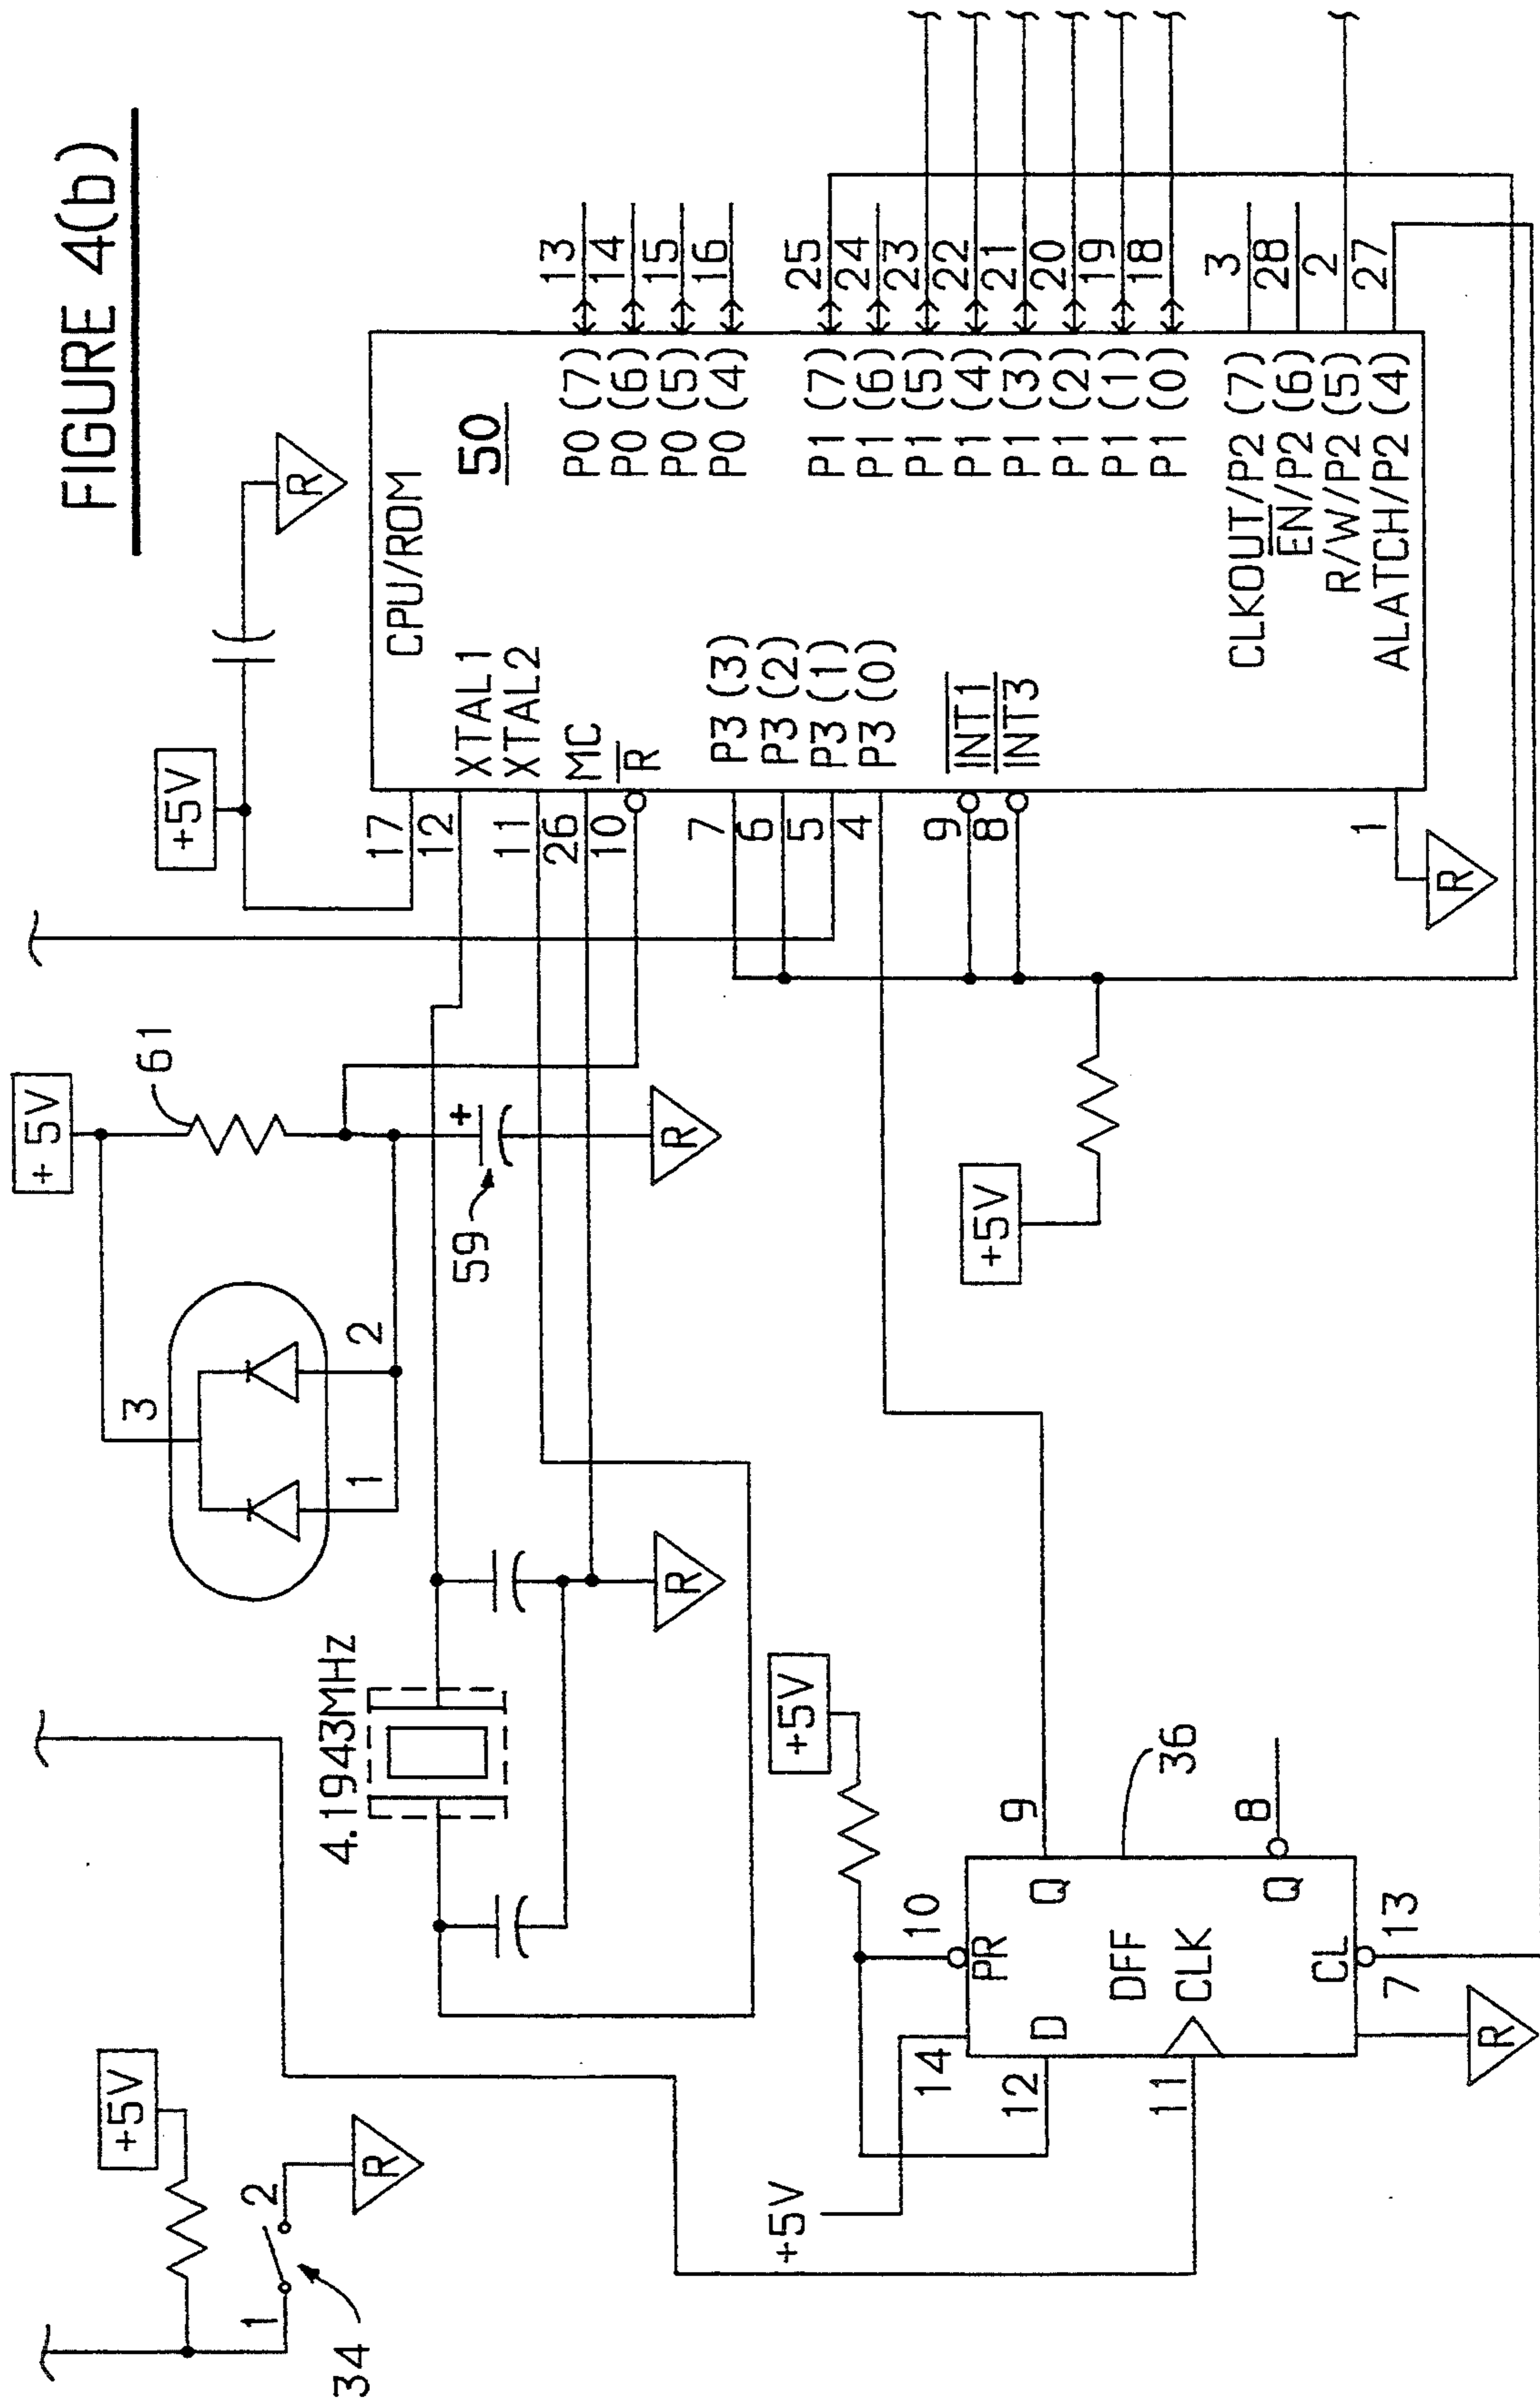 FIGURE 4(b)
+5V
R
+5V
61
59
+
R
3
1
2
4.1943MHz
R
+5V
1
2
34
R
CPU/ROM
50
17
12
XTAL1
11
XTAL2
26
MC
10
R
7
P3 (3)
6
P3 (2)
5
P3 (1)
4
P3 (0)
9
INT1
8
INT3
1
R
PO (7)
13
PO (6)
14
PO (5)
15
PO (4)
16
P1 (7)
25
P1 (6)
24
P1 (5)
23
P1 (4)
22
P1 (3)
21
P1 (2)
20
P1 (1)
19
P1 (0)
18
CLKOUT/P2 (7)
3
EN/P2 (6)
28
R/W/P2 (5)
2
ALATCH/P2 (4)
27
+5V
+5V
+5V
14
10
PR
12
D
Q
9
DFF
36
11
CLK
Q
8
CL
13
7
R